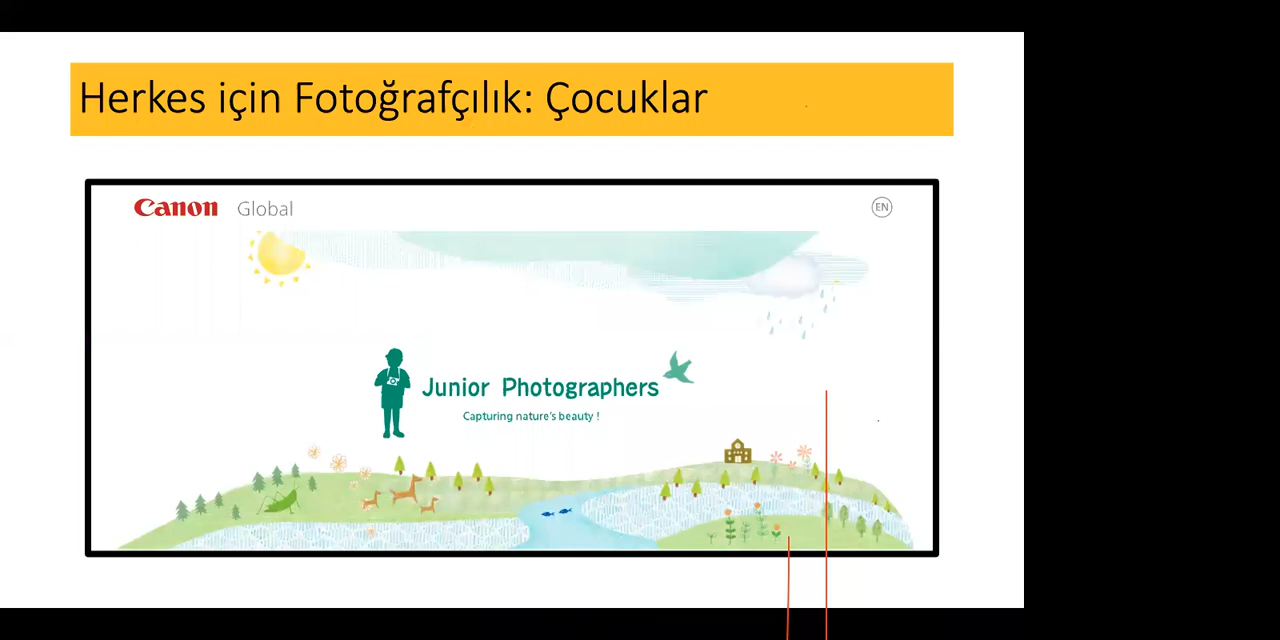 Herkes için Fotoğrafçılık: Çocuklar
Canon Global
EN
Junior Photographers
Capturing nature's beauty !